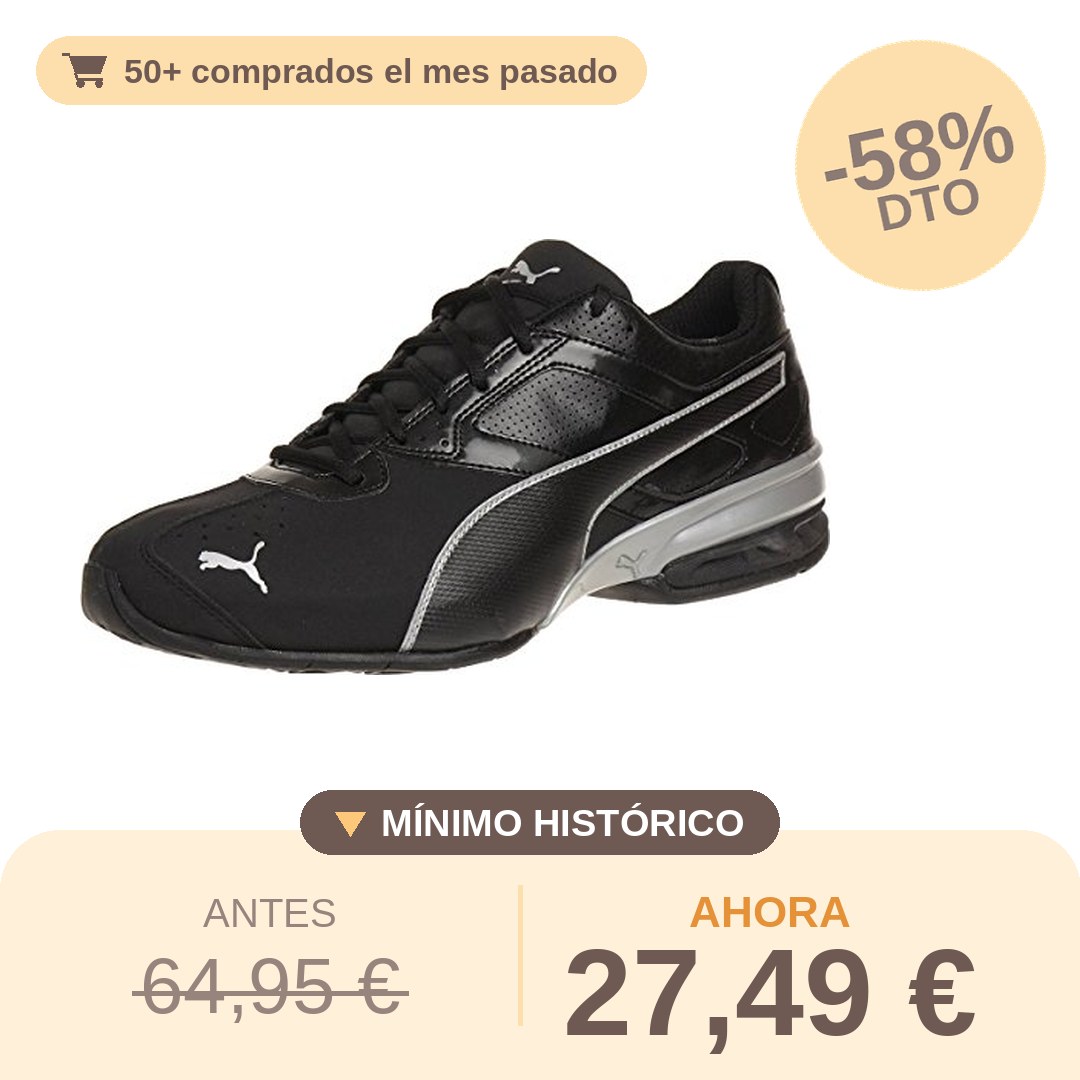 50+ comprados el mes pasado
-58%
DTO
MÍNIMO HISTÓRICO
ANTES
64,95 €
AHORA
27,49 €